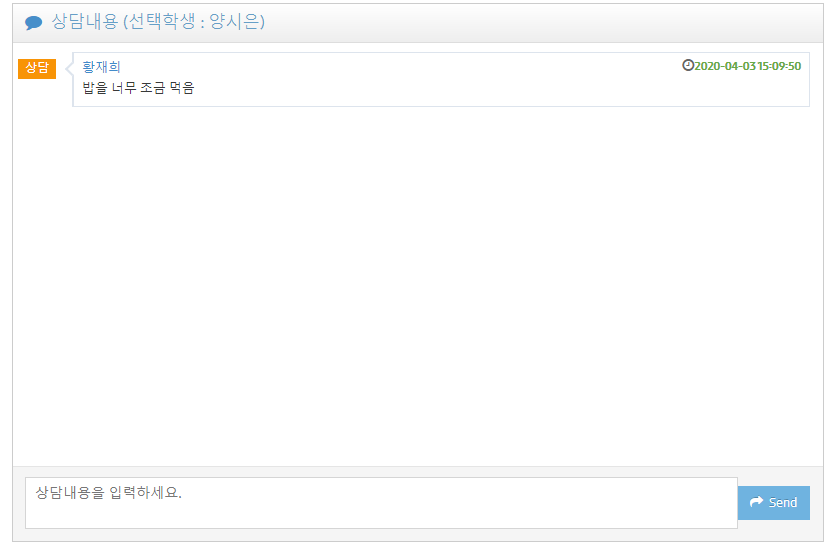 상담내용 (선택학생 : 양시은)
상담
황재희
2020-04-03 15:09:50
밥을 너무 조금 먹음
상담내용을 입력하세요.
Send